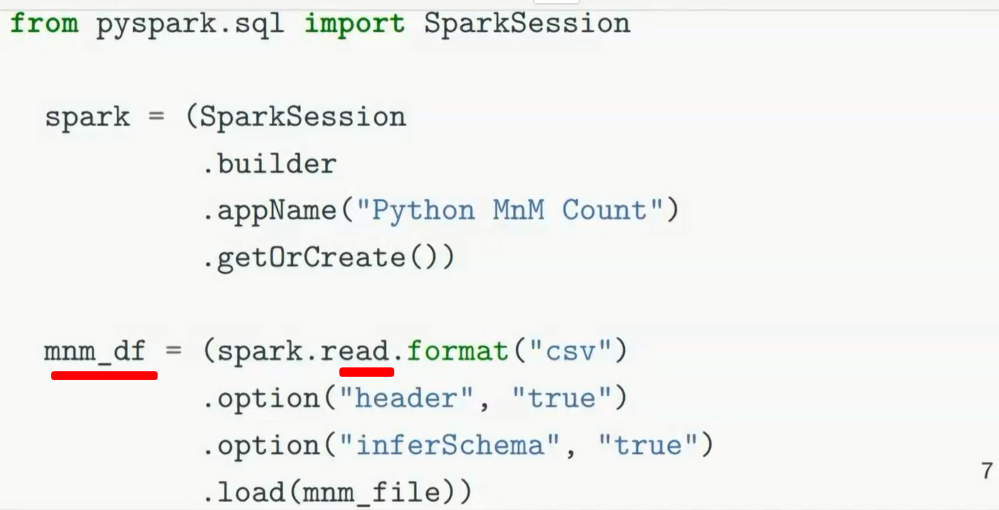 from pyspark.sql import SparkSession
spark = (SparkSession
.builder
.appName("Python MnM Count")
.getOrCreate())
mnm_df = (spark.read.format("csv")
.option("header", "true")
.option("inferSchema", "true")
.load(mnm_file))
7